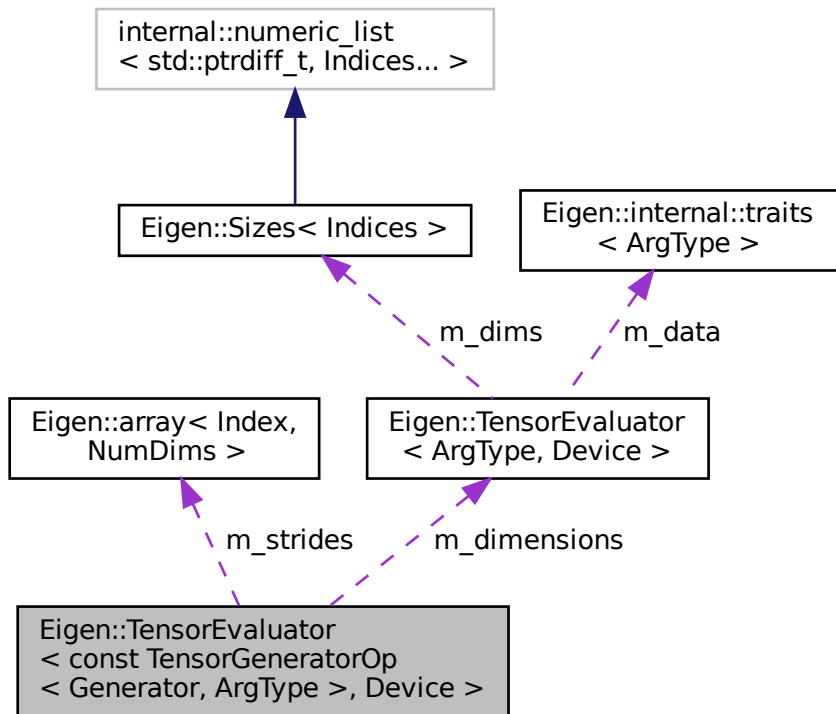 internal::numeric_list
< std::ptrdiff_t, Indices... >
Eigen::Sizes< Indices >
Eigen::internal::traits
< ArgType >
m_dims
m_data
Eigen::array< Index,
NumDims >
Eigen::TensorEvaluator
< ArgType, Device >
m_strides
m_dimensions
Eigen::TensorEvaluator
< const TensorGeneratorOp
< Generator, ArgType >, Device >